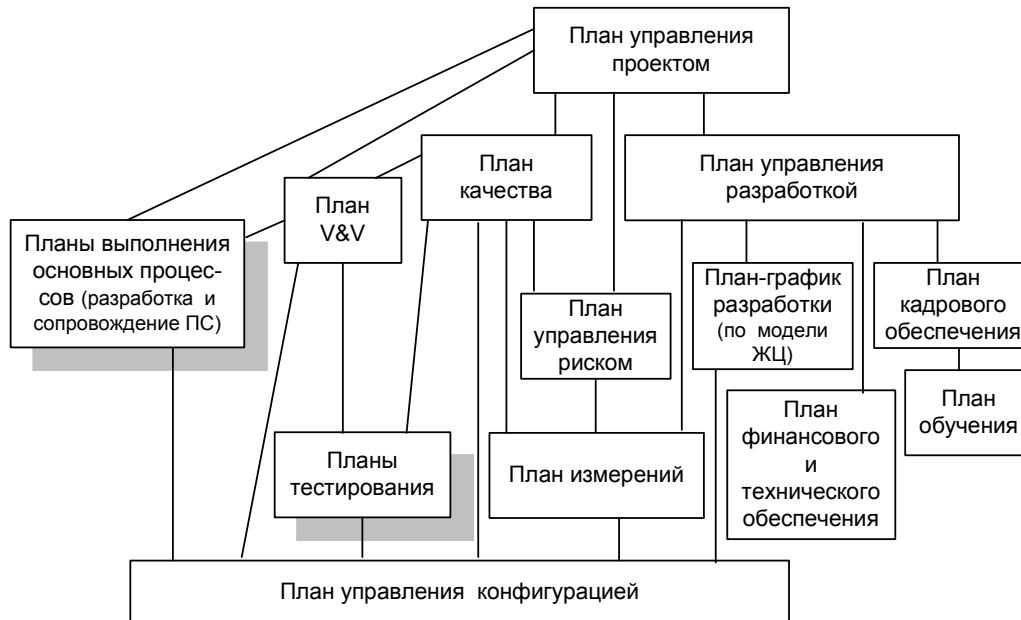 План управления
проектом
План
качества
План управления
разработкой
План
V&V
Планы выполнения
основных процес-
сов (разработка и
сопровождение ПС)
План-график
разработки
(по модели
ЖЦ)
План
кадрового
обеспечения
План
управления
риском
План
обучения
План
финансового
и
технического
обеспечения
Планы
тестирования
План измерений
План управления конфигурацией